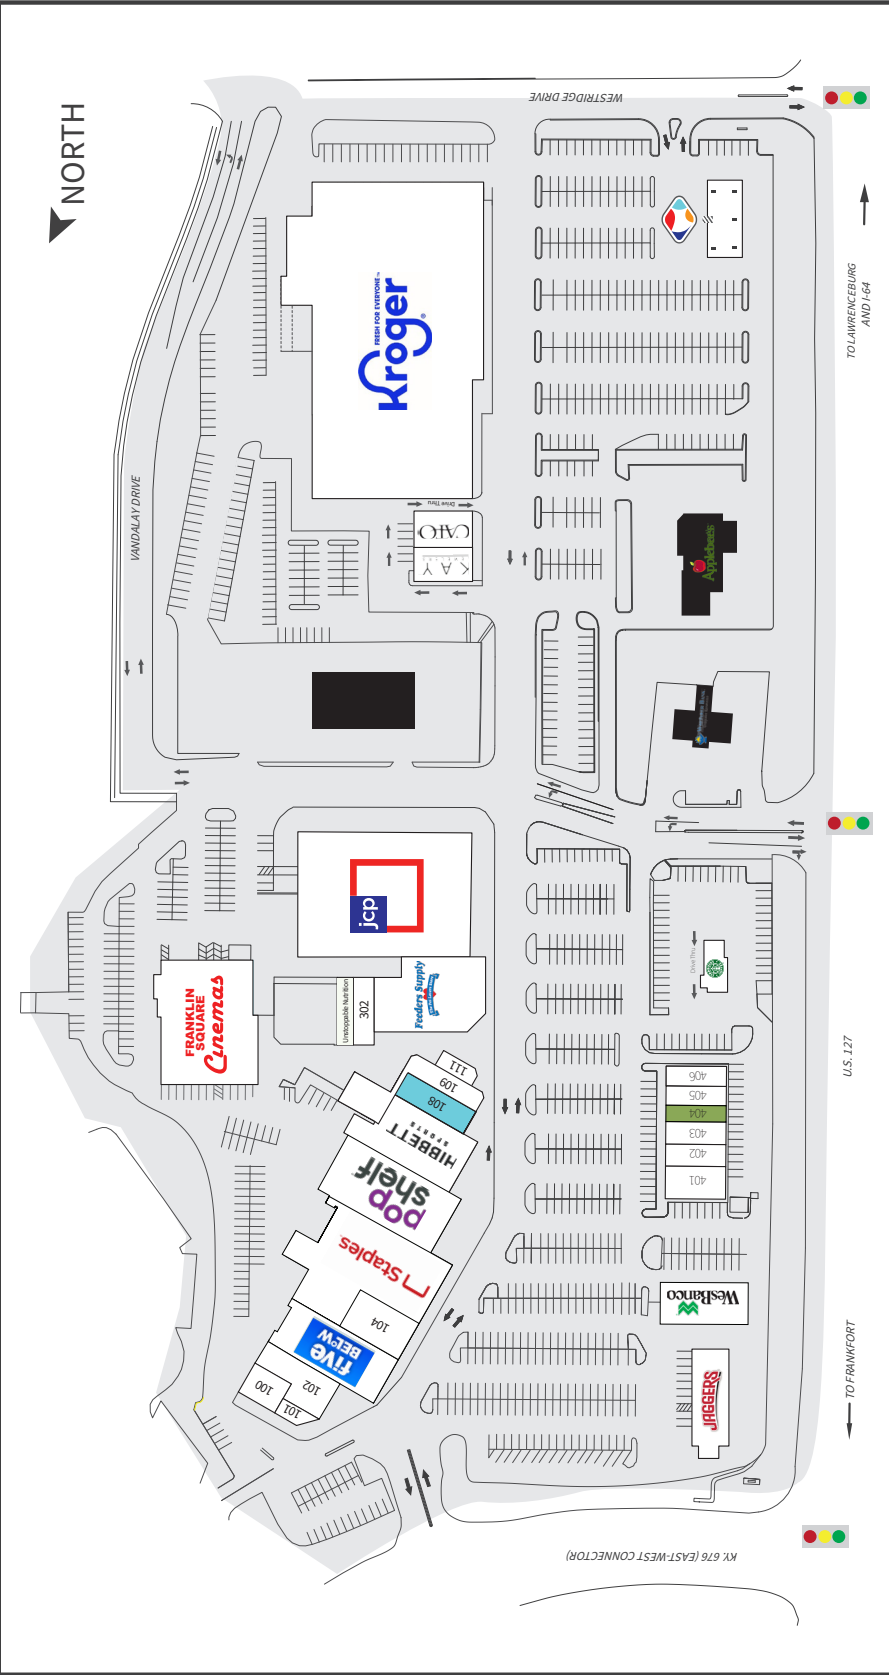 WESTRIDGE DRIVE
NORTH
TO LAWRENCEBURG
AND I-64
FRESH FOR EVERYONE™
Kroger®
VANDALAY DRIVE
Drive Thru
CATO
KAY
JEWELERS
Applebee's
jcp
FRANKLIN
SQUARE
Cinemas
Unstoppable Nutrition
302
Feeders Supply
Drive Thru
U.S. 127
111
109
108
HIBBETT
SPORTS
pop
shelf
Staples
104
five
BELOW
102
100
101
406
405
404
403
402
401
WesBanco
JAGGERS
TO FRANKFORT
KY. 676 (EAST-WEST CONNECTOR)